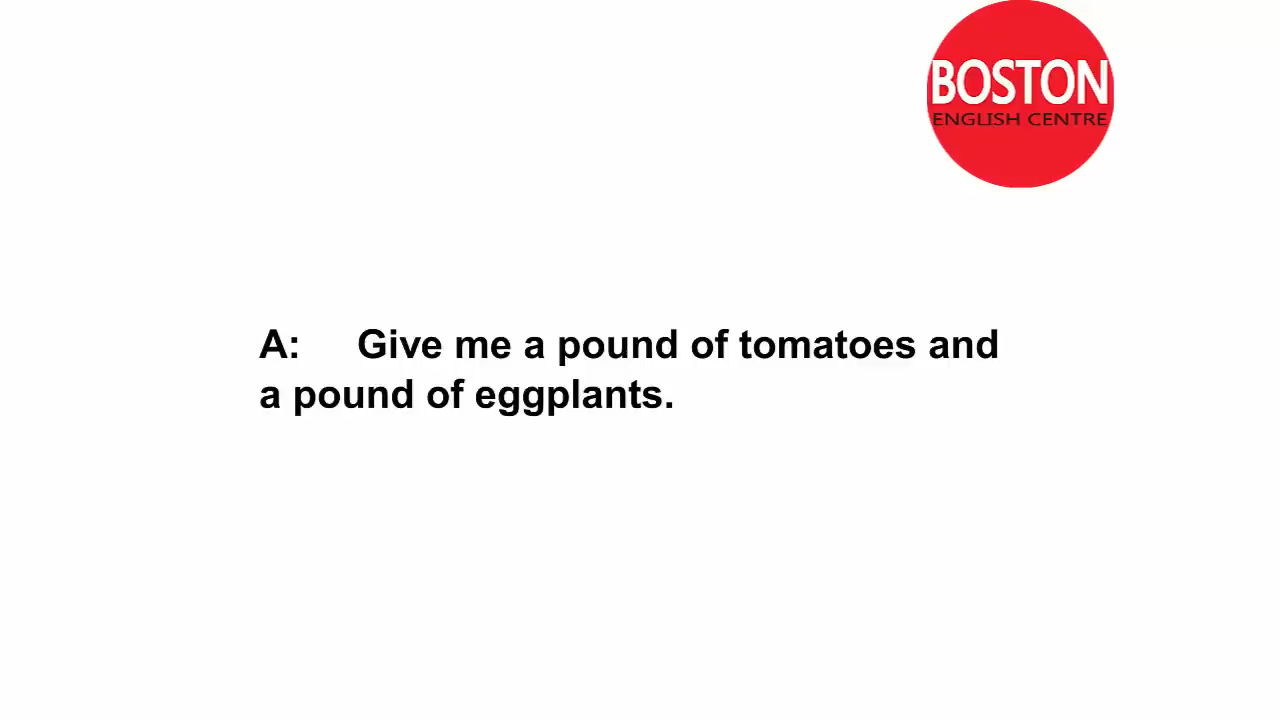 BOSTON
ENGLISH CENTRE
A: Give me a pound of tomatoes and
a pound of eggplants.